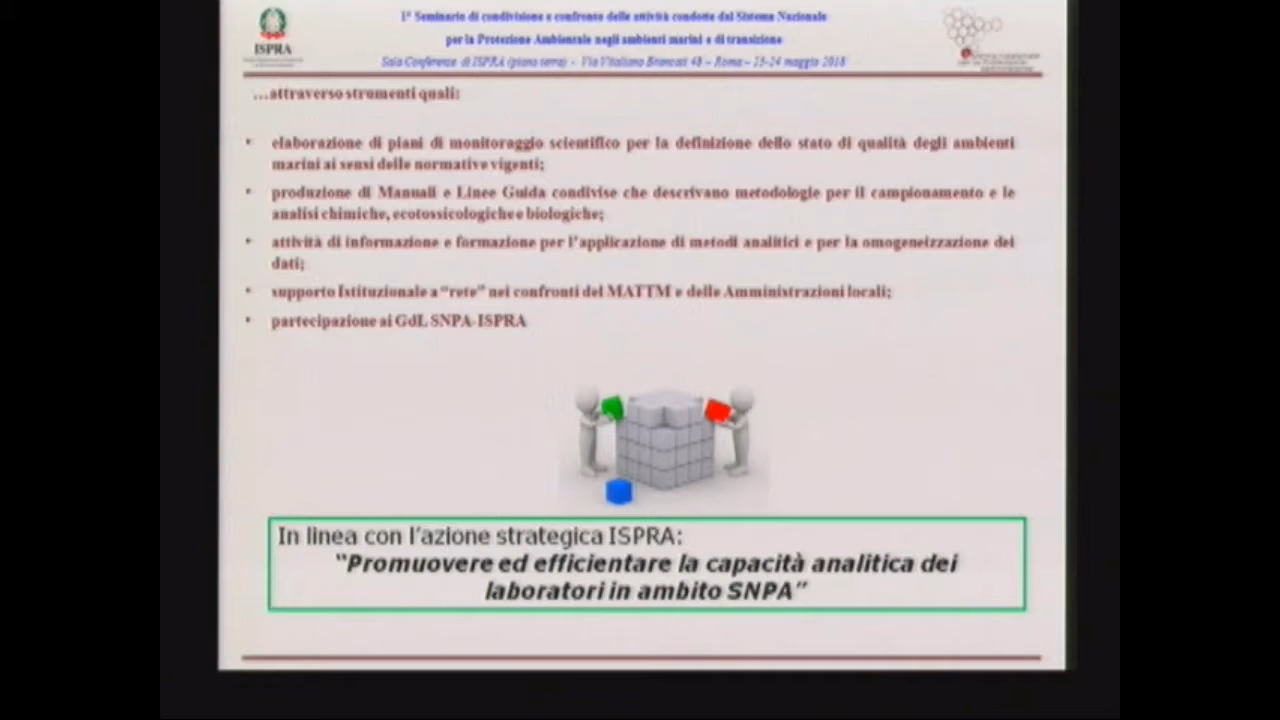 1° Seminario di condivisione e confronto delle attività condotte dal Sistema Nazionale
per la Protezione Ambientale negli ambienti marini e di transizione
Sala Conferenze di ISPRA (piano terra) - Via Vitaliano Brancati 48 – Roma – 23-24 maggio 2018
ISPRA
…attraverso strumenti quali:
• elaborazione di piani di monitoraggio scientifico per la definizione dello stato di qualità degli ambienti
marini ai sensi delle normative vigenti;
• produzione di Manuali e Linee Guida condivise che descrivano metodologie per il campionamento e le
analisi chimiche, ecotossicologiche e biologiche;
• attività di informazione e formazione per l'applicazione di metodi analitici e per la omogeneizzazione dei
dati;
• supporto Istituzionale a “rete” nei confronti del MATTM e delle Amministrazioni locali;
• partecipazione ai GdL SNPA-ISPRA
In linea con l'azione strategica ISPRA:
“Promuovere ed efficientare la capacità analitica dei
laboratori in ambito SNPA”